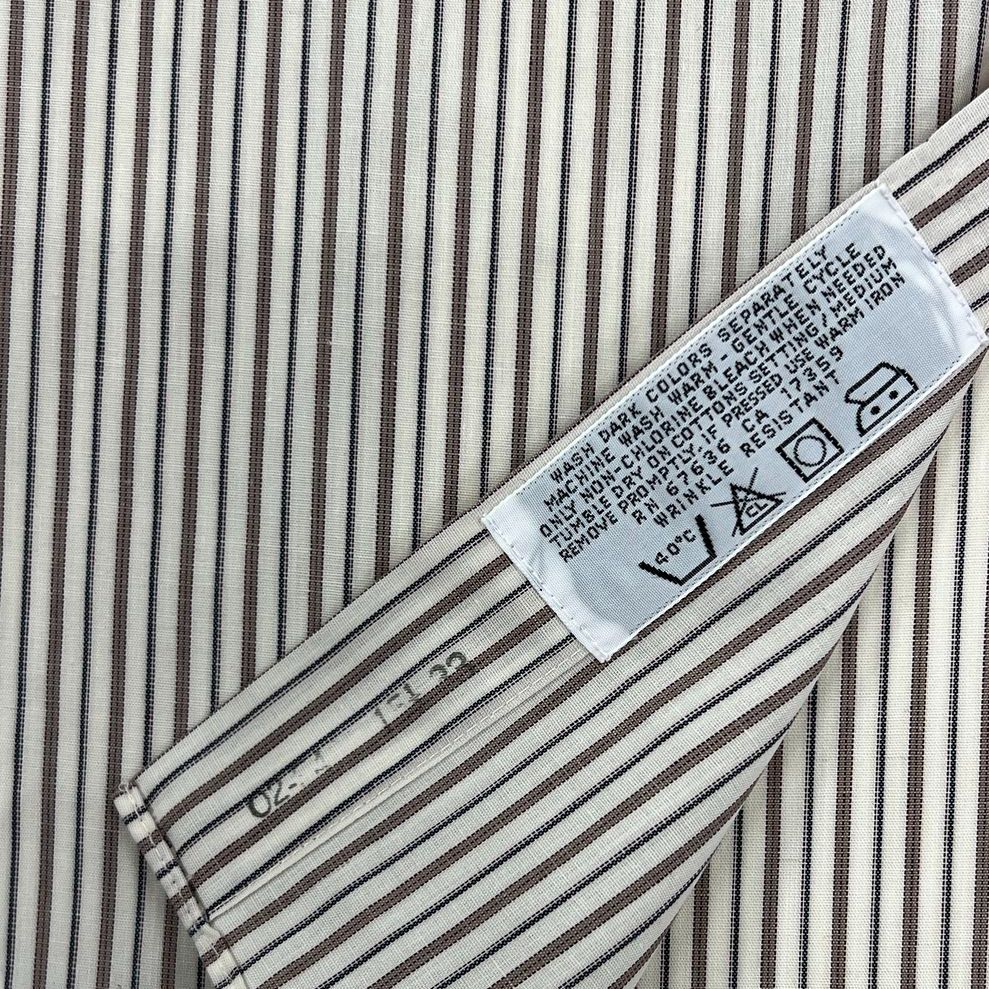 WASH DARK COLORS SEPARATELY
MACHINE WASH WARM - GENTLE CYCLE
ONLY NON-CHLORINE BLEACH WHEN NEEDED
TUMBLE DRY ON COTTONS SETTING/MEDIUM
REMOVE PROMPTLY. IF PRESSED USE WARM IRON
RN 67636 CA 17359
WRINKLE RESISTANT
40°C CL